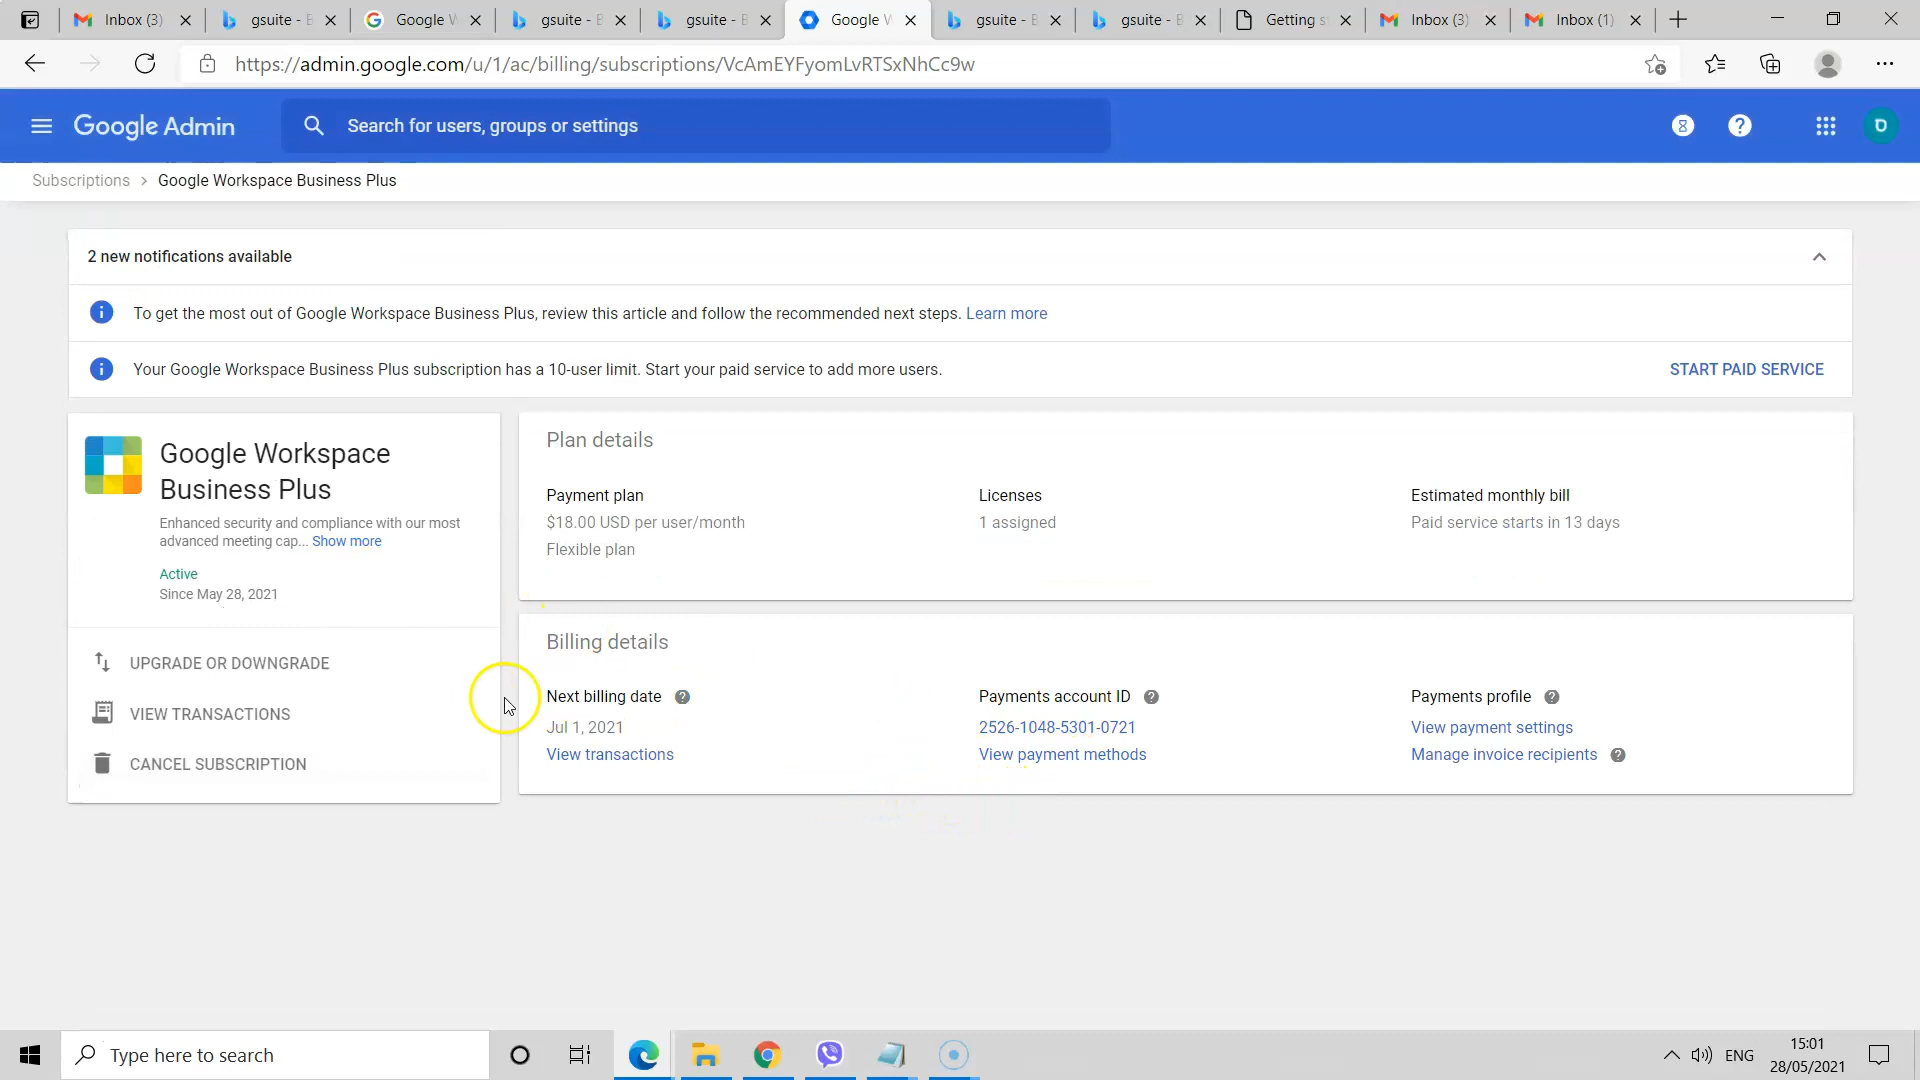 Inbox (3)
gsuite - B
Google W
gsuite - B
gsuite - B
Google W
gsuite - B
gsuite - B
Getting s
Inbox (3)
Inbox (1)
https://admin.google.com/u/1/ac/billing/subscriptions/VcAmEYFyomLvRTSxNhCc9w
Google Admin
Search for users, groups or settings
D
Subscriptions > Google Workspace Business Plus
2 new notifications available
To get the most out of Google Workspace Business Plus, review this article and follow the recommended next steps. Learn more
Your Google Workspace Business Plus subscription has a 10-user limit. Start your paid service to add more users.
START PAID SERVICE
Google Workspace
Business Plus
Enhanced security and compliance with our most
advanced meeting cap... Show more
Active
Since May 28, 2021
UPGRADE OR DOWNGRADE
VIEW TRANSACTIONS
CANCEL SUBSCRIPTION
Plan details
Payment plan
$18.00 USD per user/month
Flexible plan
Licenses
1 assigned
Estimated monthly bill
Paid service starts in 13 days
Billing details
Next billing date
Jul 1, 2021
View transactions
Payments account ID
2526-1048-5301-0721
View payment methods
Payments profile
View payment settings
Manage invoice recipients
Type here to search
ENG
15:01
28/05/2021